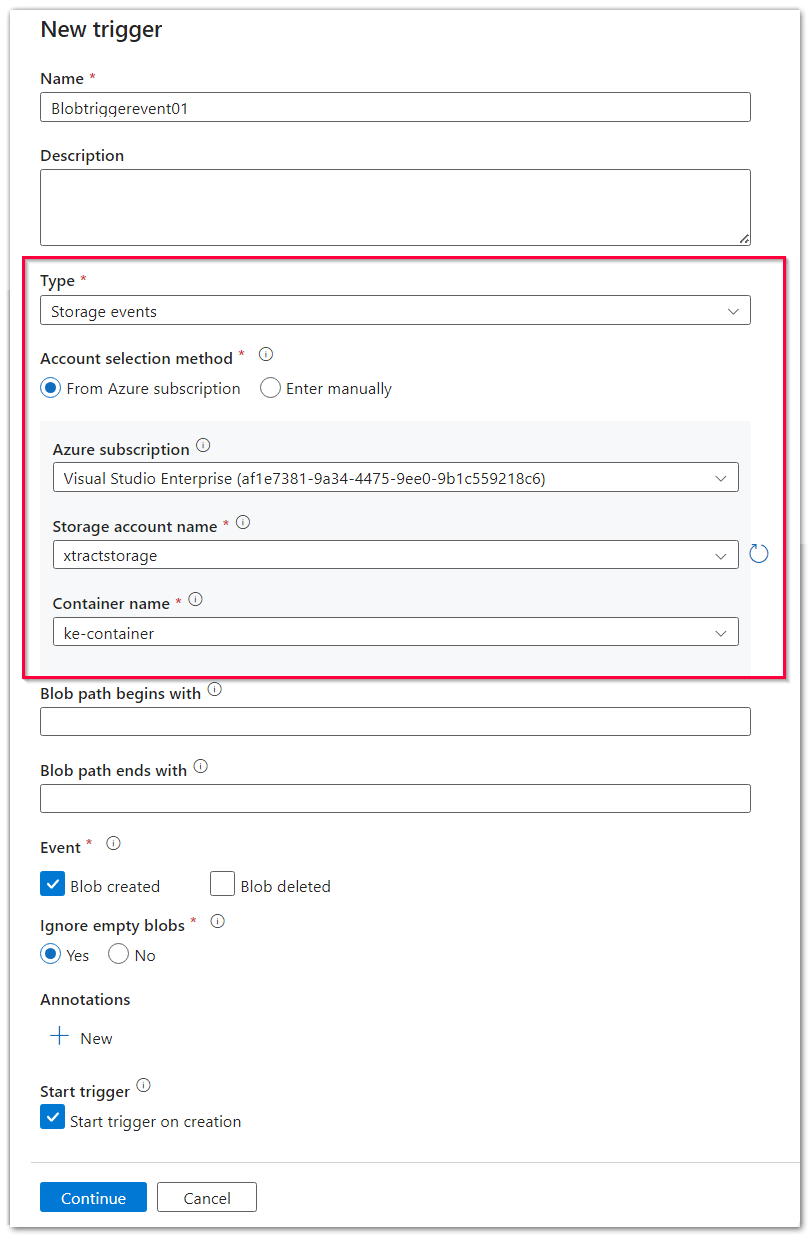 New trigger
Name *
Blobtriggerevent01
Description
Type *
Storage events
Account selection method *
From Azure subscription Enter manually
Azure subscription
Visual Studio Enterprise (af1e7381-9a34-4475-9ee0-9b1c559218c6)
Storage account name *
xtractstorage
Container name *
ke-container
Blob path begins with
Blob path ends with
Event *
Blob created Blob deleted
Ignore empty blobs *
Yes No
Annotations
New
Start trigger
Start trigger on creation
Continue Cancel